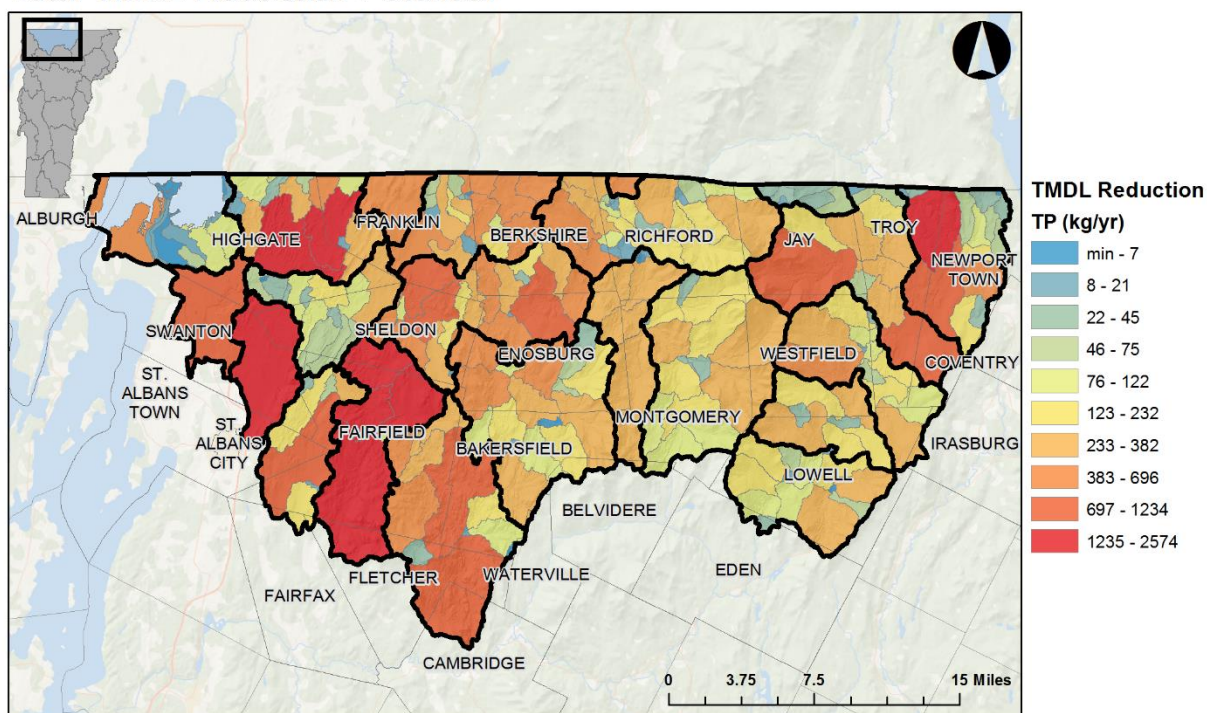 ALBURGH
HIGHGATE
FRANKLIN
BERKSHIRE
RICHFORD
JAY
TROY
NEWPORT
TOWN
SWANTON
SHELDON
ENOSBURG
WESTFIELD
COVENTRY
ST.
ALBANS
TOWN
ST.
ALBANS
CITY
FAIRFIELD
BAKERSFIELD
MONTGOMERY
IRASBURG
LOWELL
BELVIDERE
EDEN
FLETCHER
WATERVILLE
FAIRFAX
CAMBRIDGE
0 3.75 7.5 15 Miles
TMDL Reduction
TP (kg/yr)
min - 7
8 - 21
22 - 45
46 - 75
76 - 122
123 - 232
233 - 382
383 - 696
697 - 1234
1235 - 2574